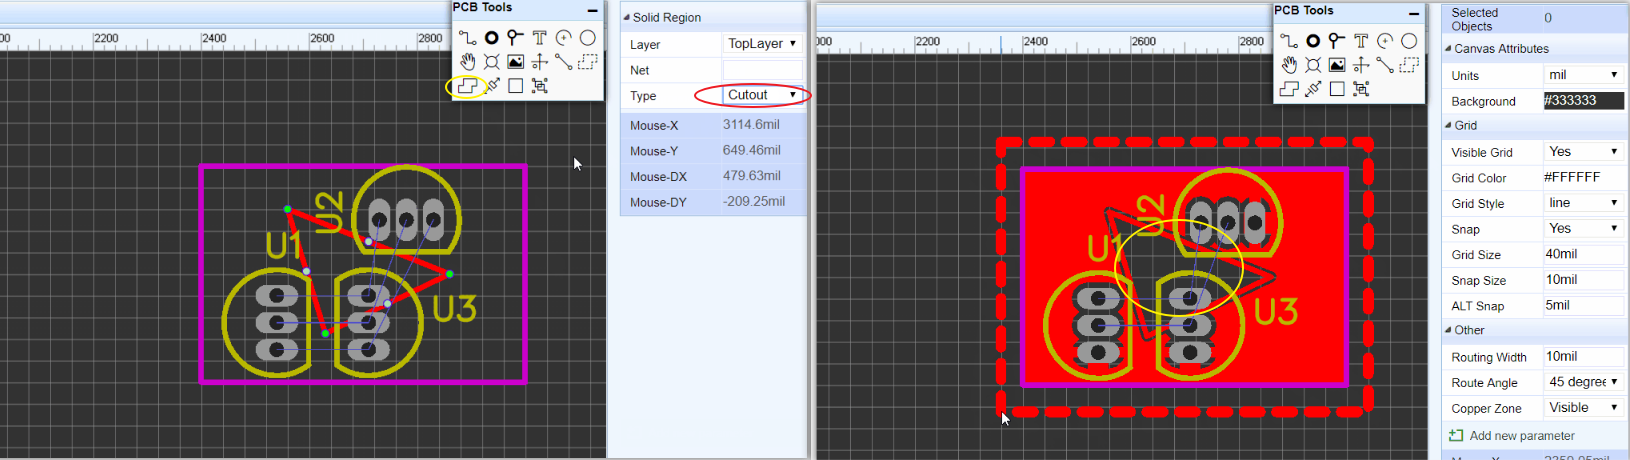 00
2200
2400
2600
2800
PCB Tools
U2
U1
U3
Solid Region
Layer TopLayer
Net
Type Cutout
Mouse-X 3114.6mil
Mouse-Y 649.46mil
Mouse-DX 479.63mil
Mouse-DY -209.25mil
000
2200
2400
2600
2800
PCB Tools
U2
U1
U3
Selected
Objects 0
Canvas Attributes
Units mil
Background #333333
Grid
Visible Grid Yes
Grid Color #FFFFFF
Grid Style line
Snap Yes
Grid Size 40mil
Snap Size 10mil
ALT Snap 5mil
Other
Routing Width 10mil
Route Angle 45 degree
Copper Zone Visible
Add new parameter